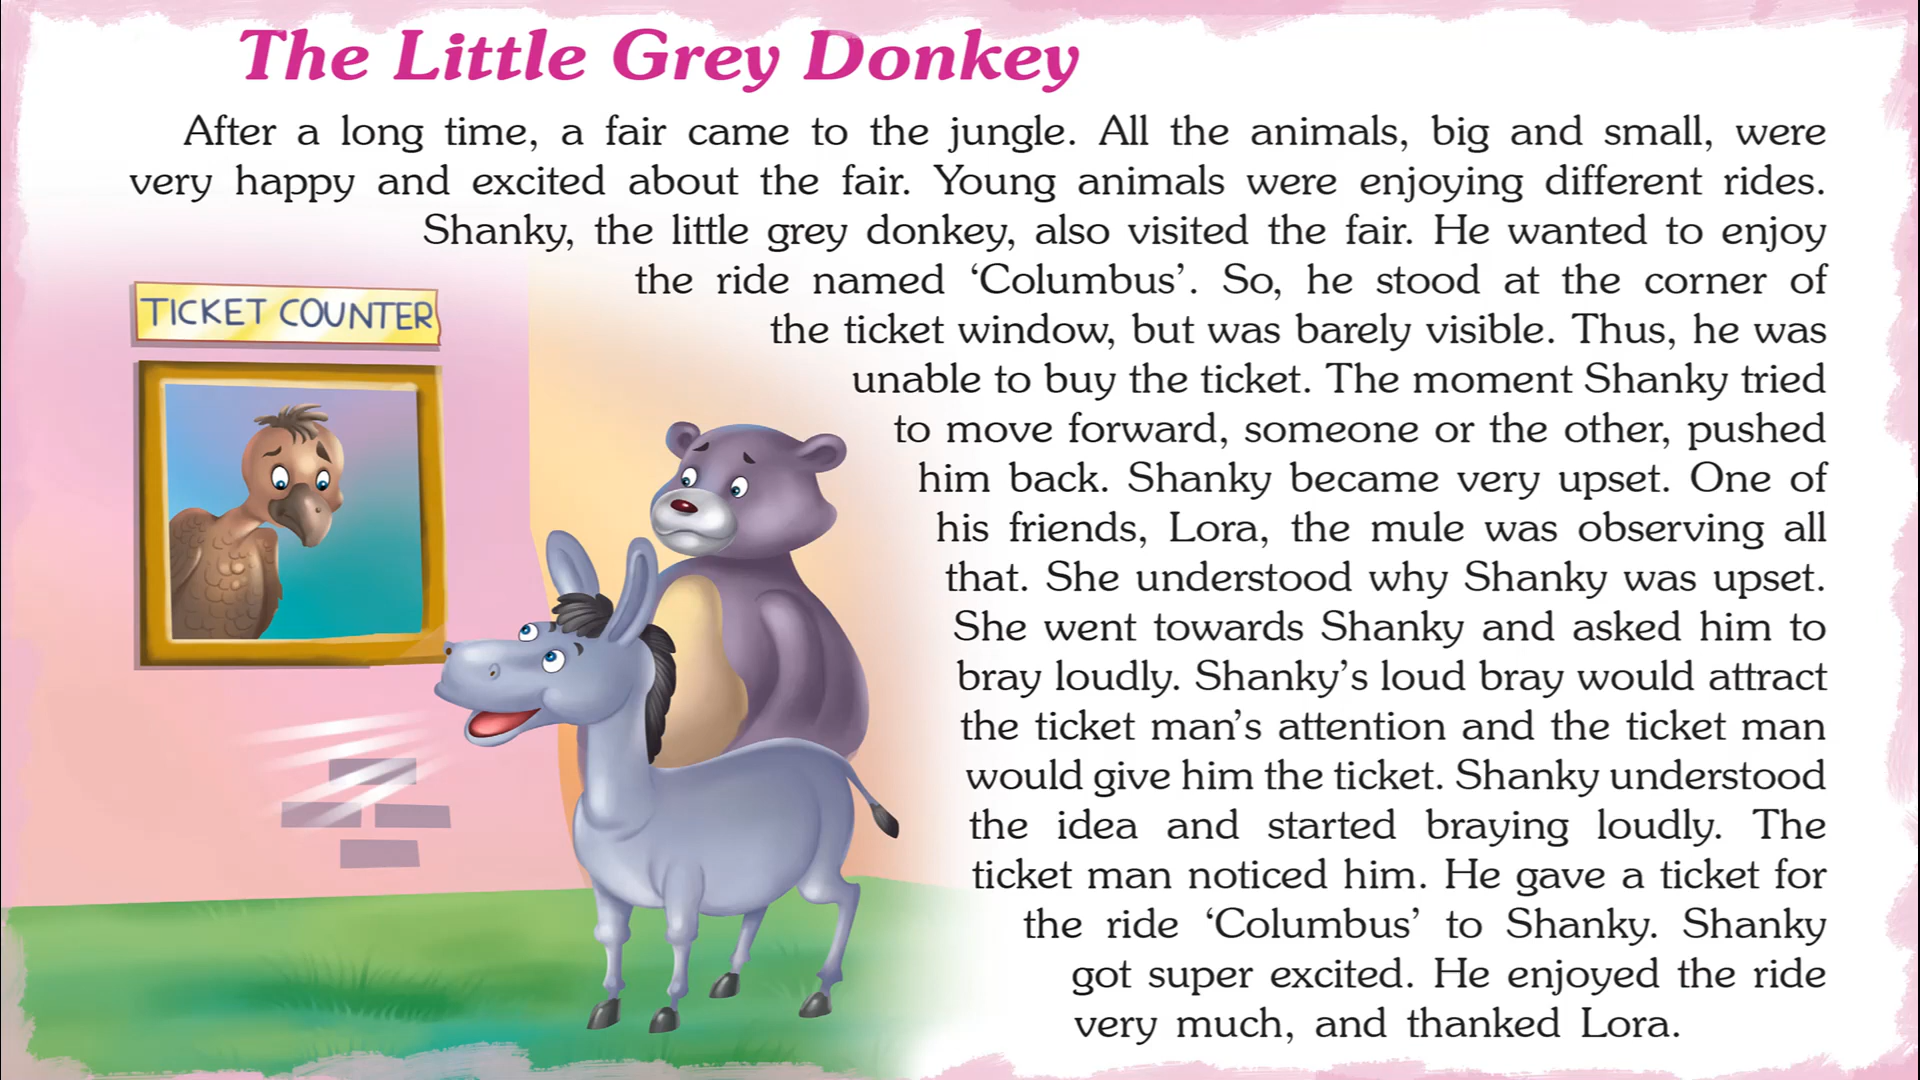 The Little Grey Donkey
After a long time, a fair came to the jungle. All the animals, big and small, were
very happy and excited about the fair. Young animals were enjoying different rides.
Shanky, the little grey donkey, also visited the fair. He wanted to enjoy
the ride named ‘Columbus’. So, he stood at the corner of
the ticket window, but was barely visible. Thus, he was
unable to buy the ticket. The moment Shanky tried
to move forward, someone or the other, pushed
him back. Shanky became very upset. One of
his friends, Lora, the mule was observing all
that. She understood why Shanky was upset.
She went towards Shanky and asked him to
bray loudly. Shanky’s loud bray would attract
the ticket man’s attention and the ticket man
would give him the ticket. Shanky understood
the idea and started braying loudly. The
ticket man noticed him. He gave a ticket for
the ride ‘Columbus’ to Shanky. Shanky
got super excited. He enjoyed the ride
very much, and thanked Lora.
TICKET COUNTER